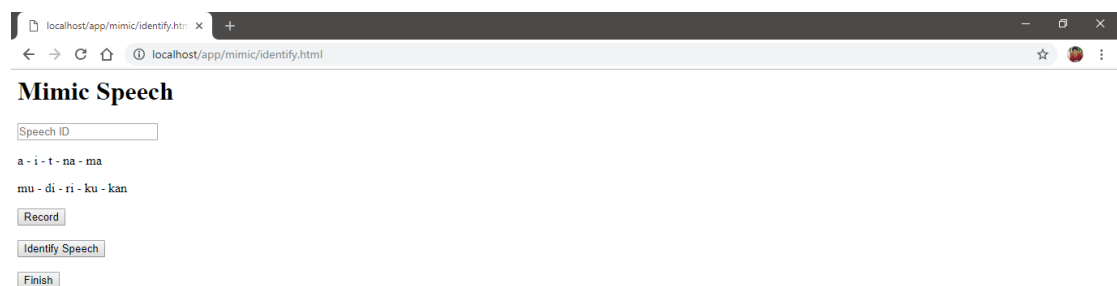 localhost/app/mimic/identify.htm
localhost/app/mimic/identify.html
Mimic Speech
Speech ID
a - i - t - na - ma
mu - di - ri - ku - kan
Record
Identify Speech
Finish